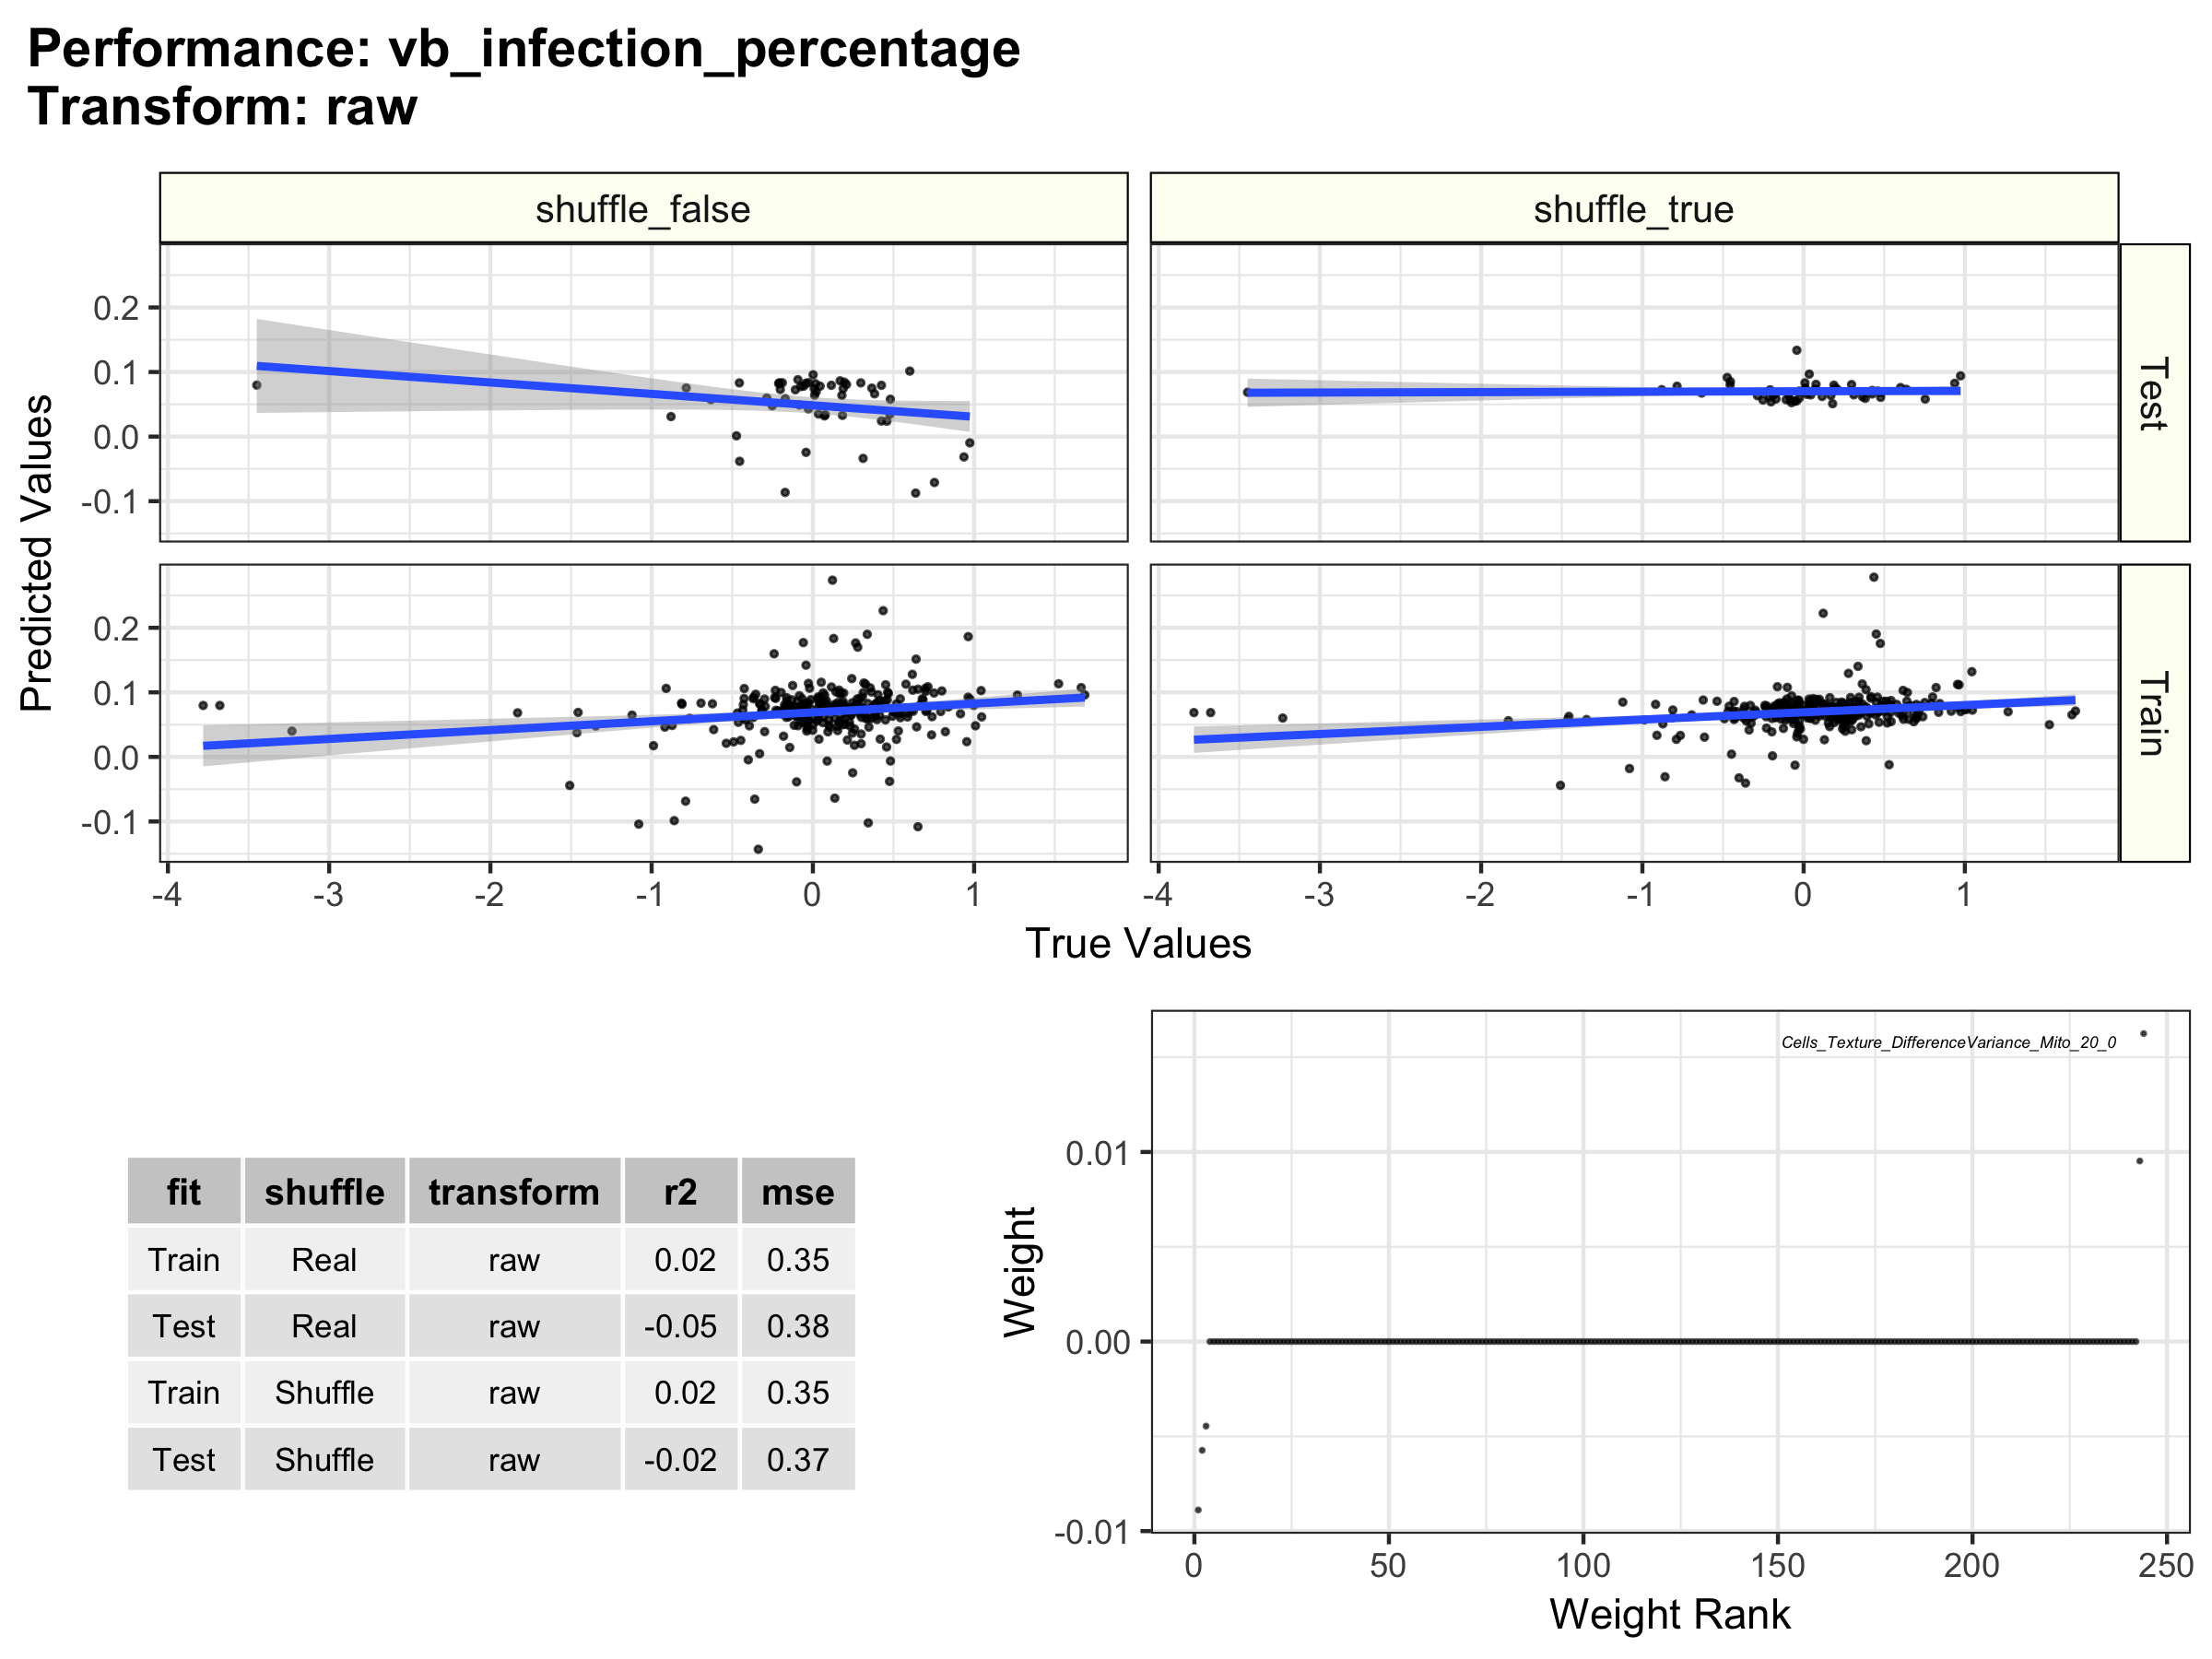 Performance: vb_infection_percentage
Transform: raw
shuffle_false
shuffle_true
0.2
0.1
0.0
-0.1
Test
0.2
0.1
0.0
-0.1
Train
Predicted Values
-4 -3 -2 -1 0 1
-4 -3 -2 -1 0 1
True Values
fit shuffle transform r2 mse
Train Real raw 0.02 0.35
Test Real raw -0.05 0.38
Train Shuffle raw 0.02 0.35
Test Shuffle raw -0.02 0.37
Cells_Texture_DifferenceVariance_Mito_20_0
0.01
0.00
-0.01
Weight
0 50 100 150 200 250
Weight Rank